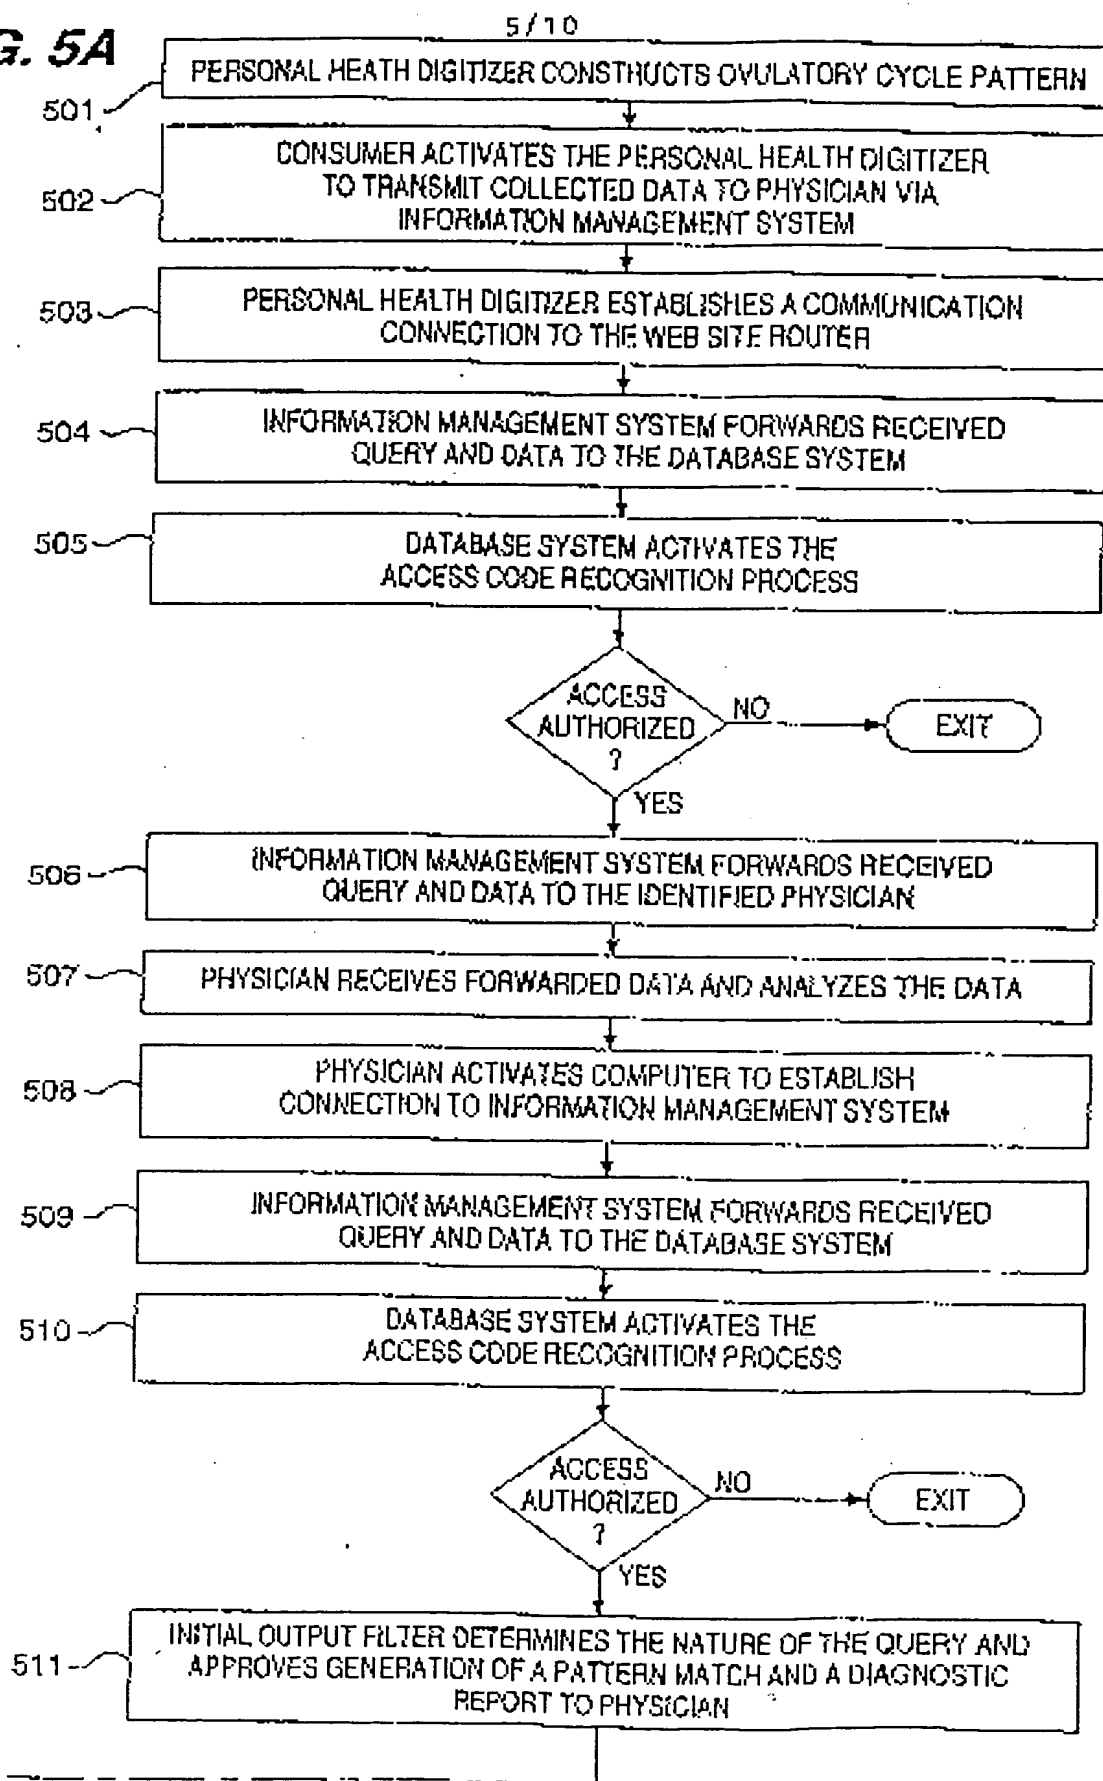 5/10
G. 5A
PERSONAL HEATH DIGITIZER CONSTRUCTS OVULATORY CYCLE PATTERN
501
CONSUMER ACTIVATES THE PERSONAL HEALTH DIGITIZER
TO TRANSMIT COLLECTED DATA TO PHYSICIAN VIA
INFORMATION MANAGEMENT SYSTEM
502
PERSONAL HEALTH DIGITIZER ESTABLISHES A COMMUNICATION
CONNECTION TO THE WEB SITE ROUTER
503
INFORMATION MANAGEMENT SYSTEM FORWARDS RECEIVED
QUERY AND DATA TO THE DATABASE SYSTEM
504
DATABASE SYSTEM ACTIVATES THE
ACCESS CODE RECOGNITION PROCESS
505
ACCESS
AUTHORIZED
?
NO
EXIT
YES
INFORMATION MANAGEMENT SYSTEM FORWARDS RECEIVED
QUERY AND DATA TO THE IDENTIFIED PHYSICIAN
506
PHYSICIAN RECEIVES FORWARDED DATA AND ANALYZES THE DATA
507
PHYSICIAN ACTIVATES COMPUTER TO ESTABLISH
CONNECTION TO INFORMATION MANAGEMENT SYSTEM
508
INFORMATION MANAGEMENT SYSTEM FORWARDS RECEIVED
QUERY AND DATA TO THE DATABASE SYSTEM
509
DATABASE SYSTEM ACTIVATES THE
ACCESS CODE RECOGNITION PROCESS
510
ACCESS
AUTHORIZED
?
NO
EXIT
YES
INITIAL OUTPUT FILTER DETERMINES THE NATURE OF THE QUERY AND
APPROVES GENERATION OF A PATTERN MATCH AND A DIAGNOSTIC
REPORT TO PHYSICIAN
511